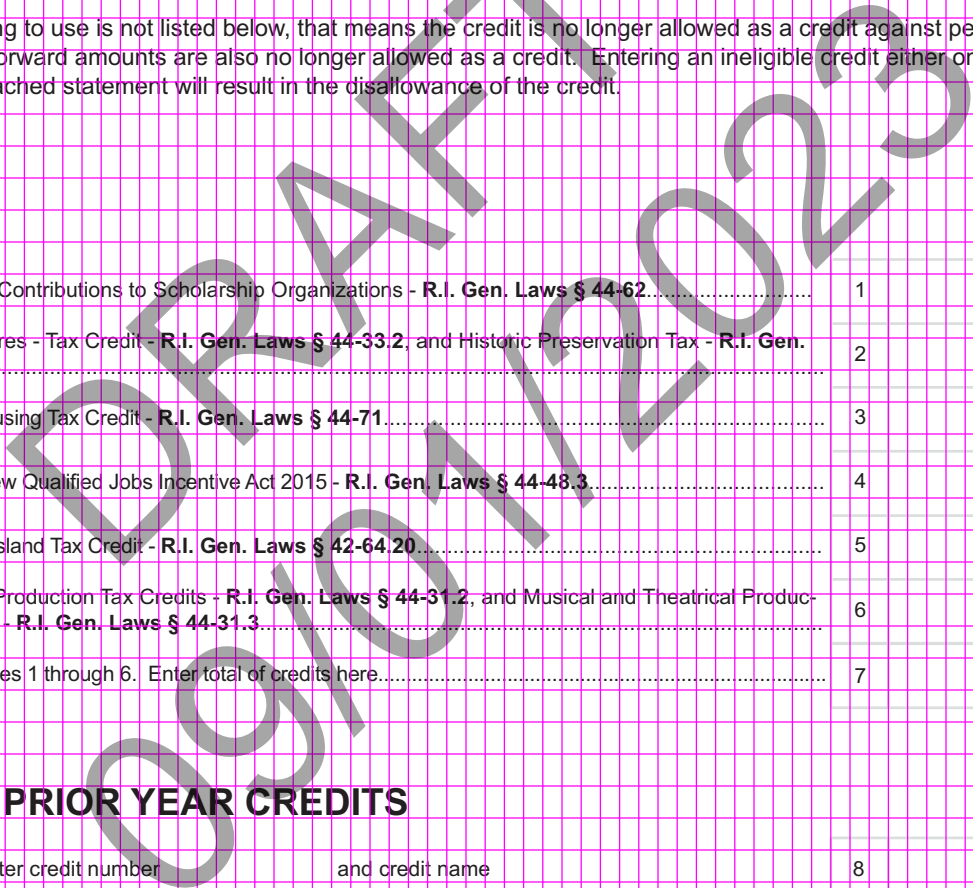 ng to use is not listed below, that means the credit is no longer allowed as a credit against pe
orward amounts are also no longer allowed as a credit. Entering an ineligible credit either or
ached statement will result in the disallowance of the credit.
Contributions to Scholarship Organizations - R.I. Gen. Laws § 44-62............................ 1
res - Tax Credit - R.I. Gen. Laws § 44-33.2, and Historic Preservation Tax - R.I. Gen.
.......................................................................................................................................... 2
using Tax Credit - R.I. Gen. Laws § 44-71.......................................................................... 3
ew Qualified Jobs Incentive Act 2015 - R.I. Gen. Laws § 44-48.3....................................... 4
sland Tax Credit - R.I. Gen. Laws § 42-64.20..................................................................... 5
Production Tax Credits - R.I. Gen. Laws § 44-31.2, and Musical and Theatrical Produc-
- R.I. Gen. Laws § 44-31.3.............................................................................................. 6
es 1 through 6. Enter total of credits here........................................................................... 7
PRIOR YEAR CREDITS
ter credit number and credit name 8
DRAFT
09/01/2023